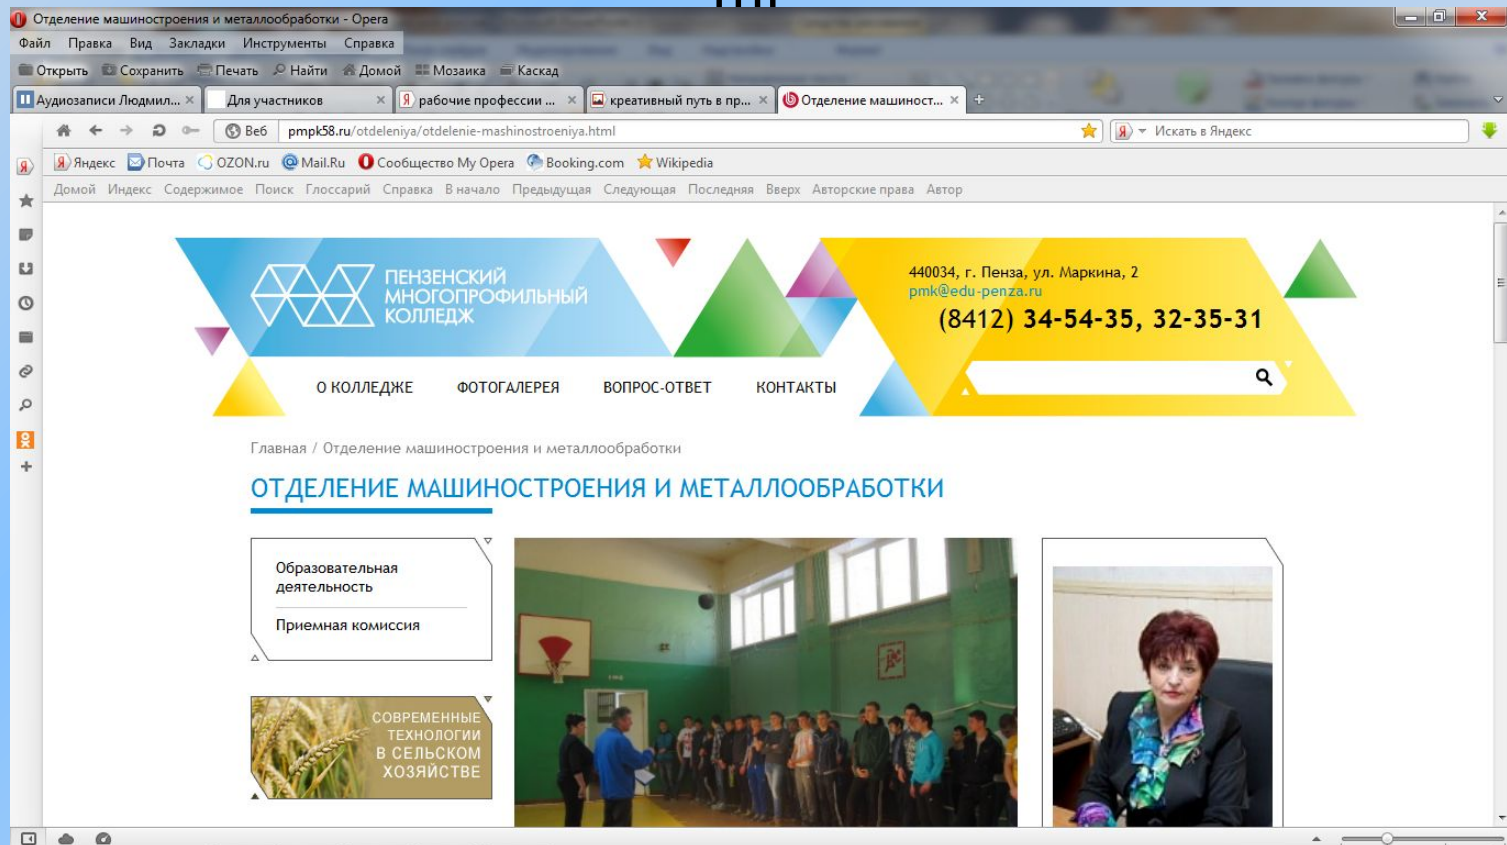 Отделение машиностроения и металлообработки - Opera
Файл Правка Вид Закладки Инструменты Справка
Открыть Сохранить Печать Найти Домой Мозаика Каскад
Аудиозаписи Людмил... Для участников рабочие профессии ... креативный путь в пр... Отделение машиност...
Веб pmpk58.ru/otdeleniya/otdelenie-mashinostroeniya.html Искать в Яндекс
Яндекс Почта OZON.ru Mail.Ru Сообщество My Opera Booking.com Wikipedia
Домой Индекс Содержимое Поиск Глоссарий Справка В начало Предыдущая Следующая Последняя Вверх Авторские права Автор
ПЕНЗЕНСКИЙ
МНОГОПРОФИЛЬНЫЙ
КОЛЛЕДЖ
440034, г. Пенза, ул. Маркина, 2
pmk@edu-penza.ru
(8412) 34-54-35, 32-35-31
О КОЛЛЕДЖЕ ФОТОГАЛЕРЕЯ ВОПРОС-ОТВЕТ КОНТАКТЫ
Главная / Отделение машиностроения и металлообработки
ОТДЕЛЕНИЕ МАШИНОСТРОЕНИЯ И МЕТАЛЛООБРАБОТКИ
Образовательная
деятельность
Приемная комиссия
СОВРЕМЕННЫЕ
ТЕХНОЛОГИИ
В СЕЛЬСКОМ
ХОЗЯЙСТВЕ